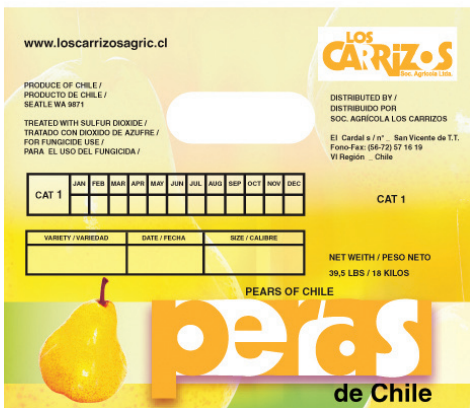 www.loscarrizosagric.cl
LOS
CARRIZOS
Soc. Agrícola Ltda.
PRODUCE OF CHILE /
PRODUCTO DE CHILE /
SEATLE WA 9871
TREATED WITH SULFUR DIOXIDE /
TRATADO CON DIOXIDO DE AZUFRE /
FOR FUNGICIDE USE /
PARA EL USO DEL FUNGICIDA /
DISTRIBUTED BY /
DISTRIBUIDO POR
SOC. AGRÍCOLA LOS CARRIZOS
El Cardal s / n° _ San Vicente de T.T.
Fono-Fax: (56-72) 57 16 19
VI Región _ Chile
CAT 1
JAN FEB MAR APR MAY JUN JUL AUG SEP OCT NOV DEC
CAT 1
VARIETY / VARIEDAD DATE / FECHA SIZE / CALIBRE
NET WEITH / PESO NETO
39,5 LBS / 18 KILOS
PEARS OF CHILE
peras
de Chile